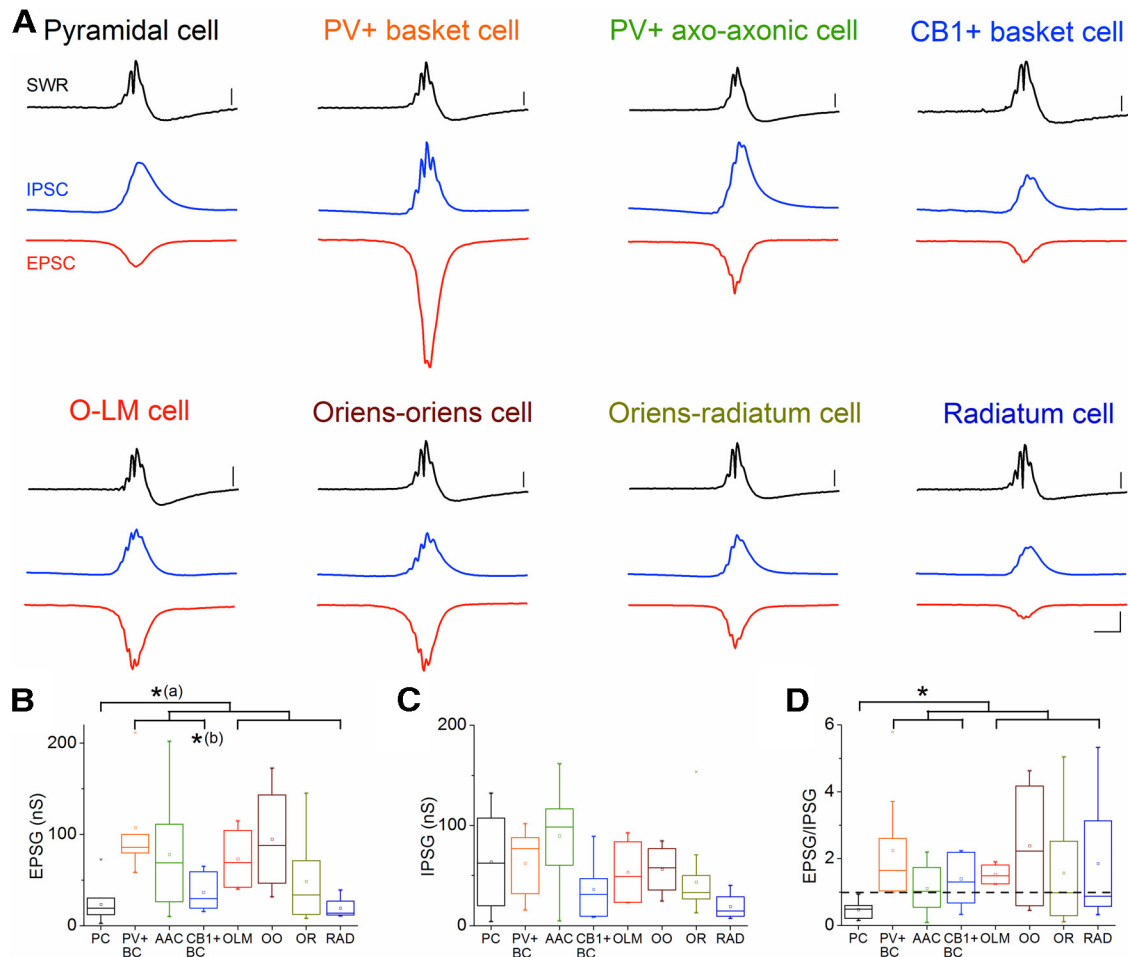 A
Pyramidal cell PV+ basket cell PV+ axo-axonic cell CB1+ basket cell
SWR
IPSC
EPSC
O-LM cell Oriens-oriens cell Oriens-radiatum cell Radiatum cell
B
*(a)
*(b)
EPSG (nS)
200
100
0
PC PV+ BC AAC CB1+ BC OLM OO OR RAD
C
IPSG (nS)
200
100
0
PC PV+ BC AAC CB1+ BC OLM OO OR RAD
D
*
EPSG/IPSG
6
4
2
0
PC PV+ BC AAC CB1+ BC OLM OO OR RAD